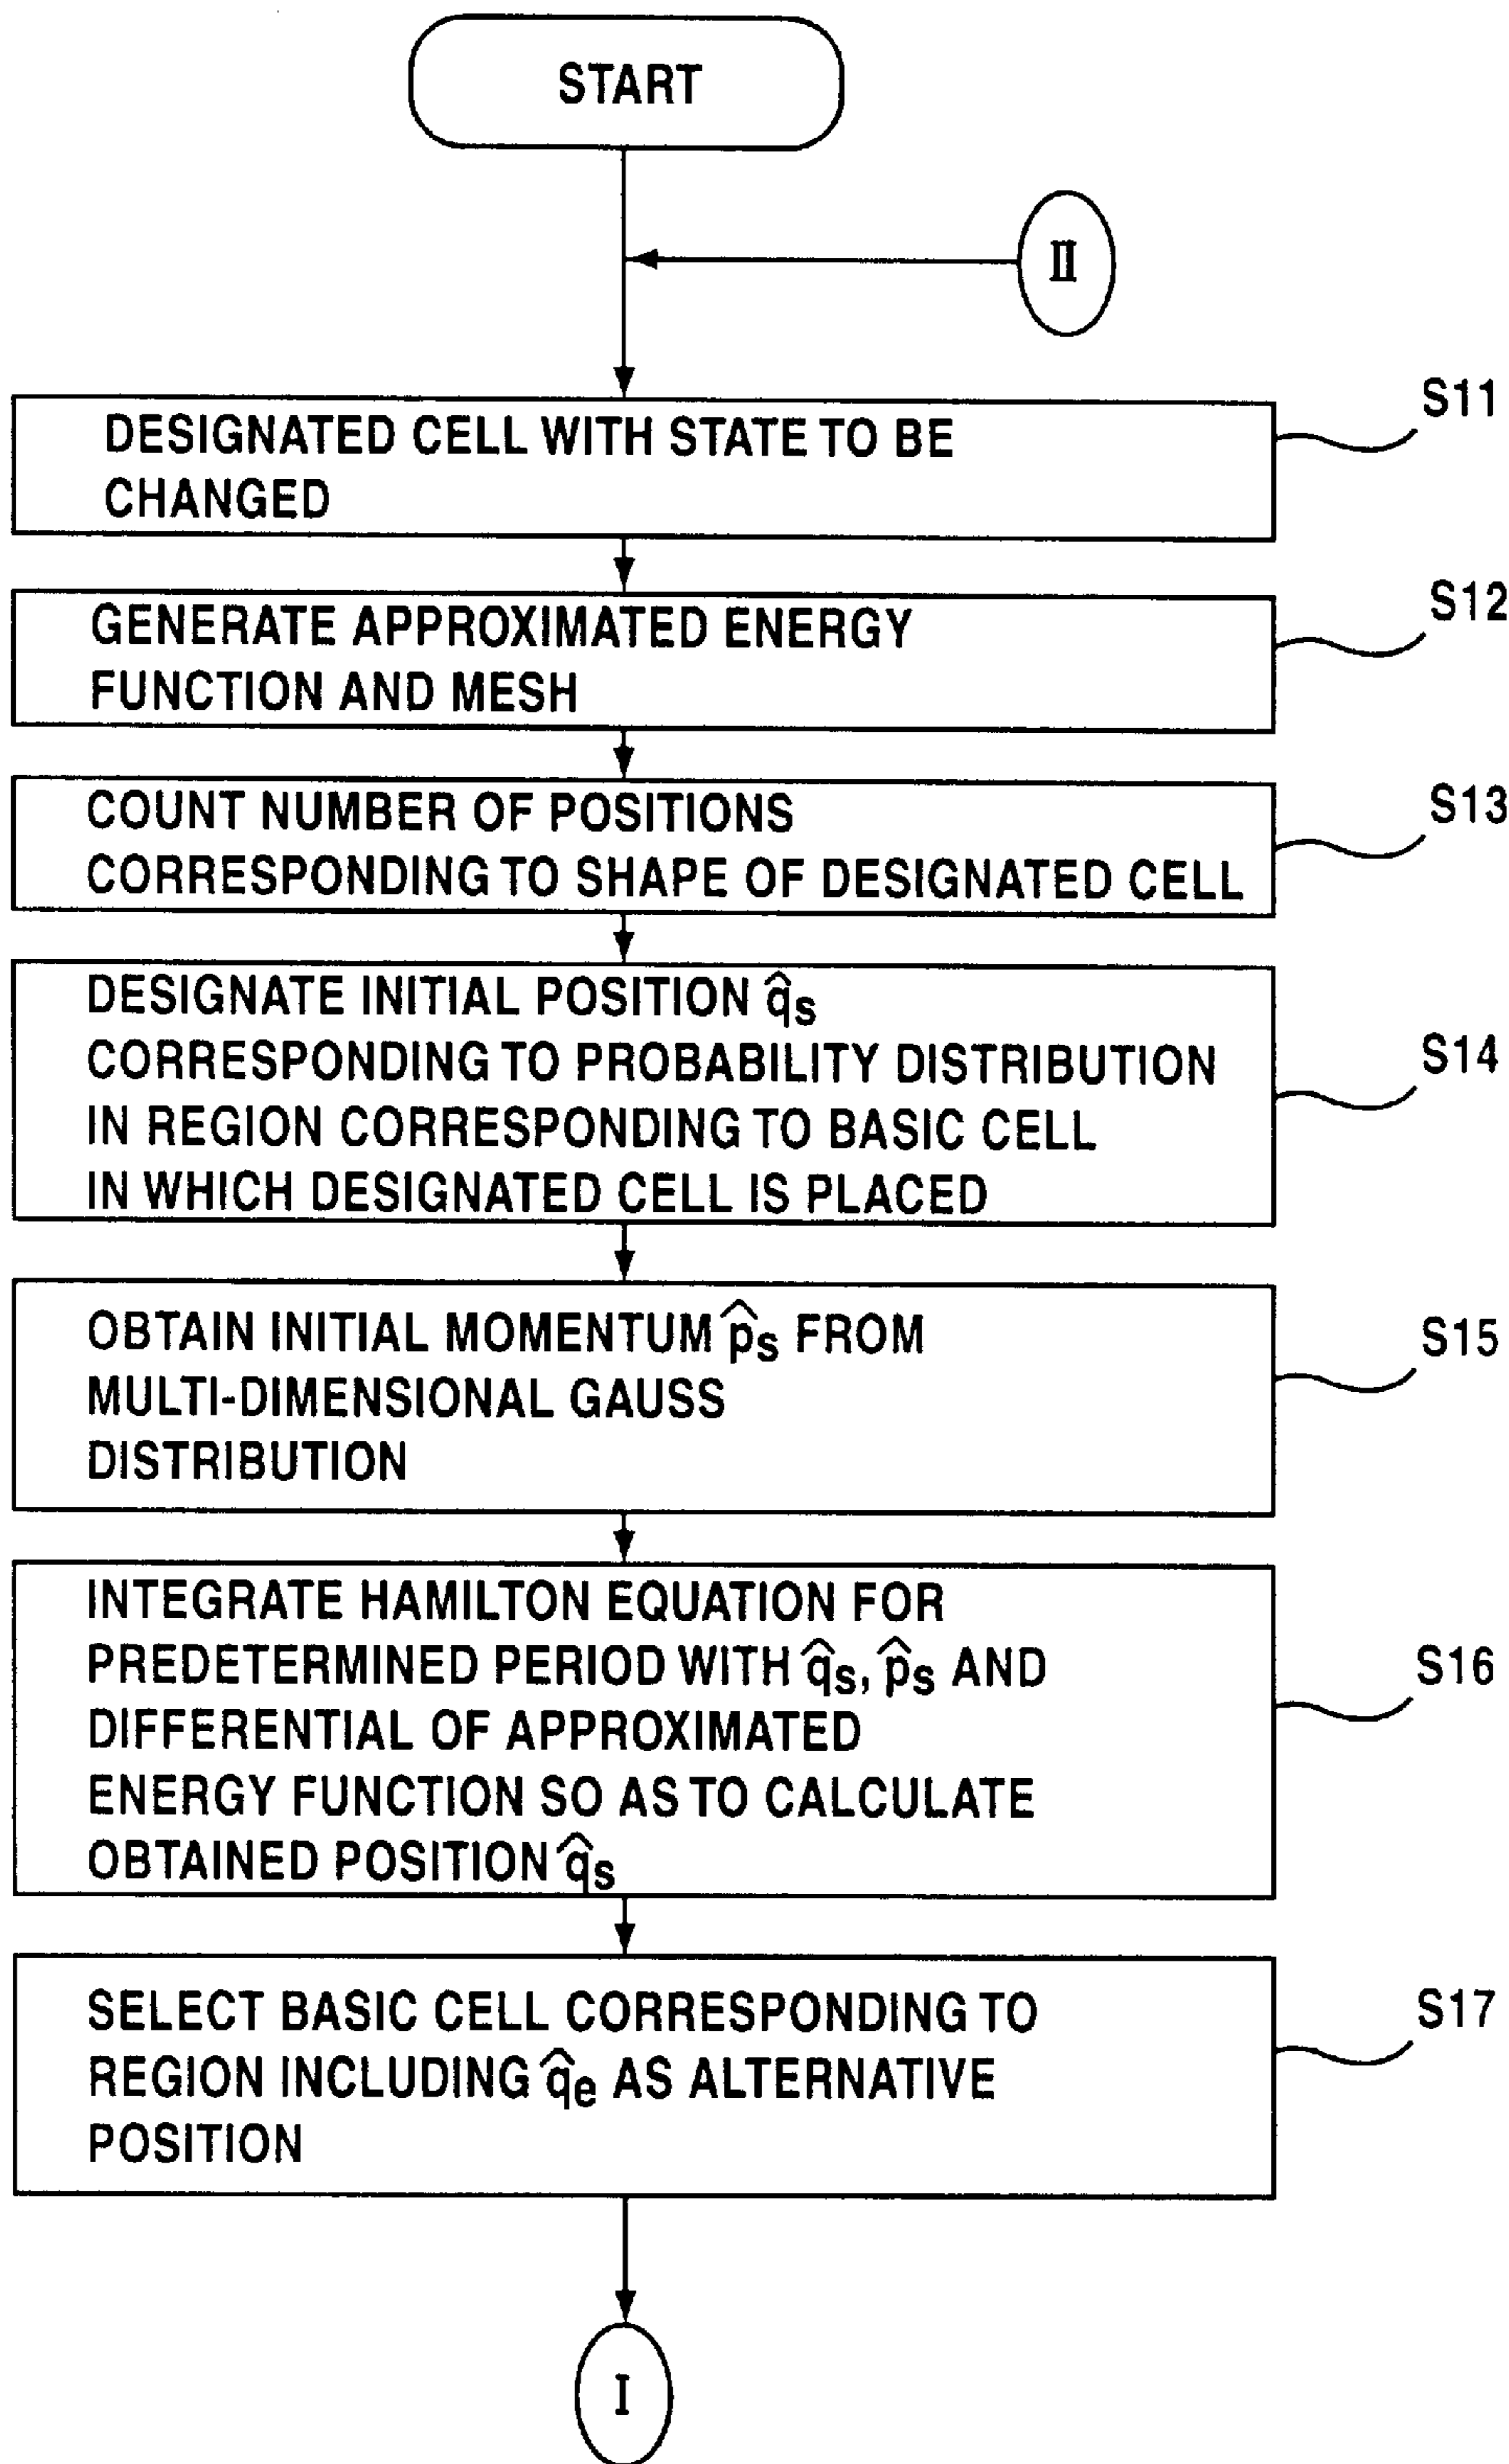 START
II
S11
DESIGNATED CELL WITH STATE TO BE
CHANGED
S12
GENERATE APPROXIMATED ENERGY
FUNCTION AND MESH
S13
COUNT NUMBER OF POSITIONS
CORRESPONDING TO SHAPE OF DESIGNATED CELL
DESIGNATE INITIAL POSITION q̂s
CORRESPONDING TO PROBABILITY DISTRIBUTION
S14
IN REGION CORRESPONDING TO BASIC CELL
IN WHICH DESIGNATED CELL IS PLACED
OBTAIN INITIAL MOMENTUM p̂s FROM
S15
MULTI-DIMENSIONAL GAUSS
DISTRIBUTION
INTEGRATE HAMILTON EQUATION FOR
PREDETERMINED PERIOD WITH q̂s, p̂s AND
S16
DIFFERENTIAL OF APPROXIMATED
ENERGY FUNCTION SO AS TO CALCULATE
OBTAINED POSITION q̂s
SELECT BASIC CELL CORRESPONDING TO
S17
REGION INCLUDING q̂e AS ALTERNATIVE
POSITION
I